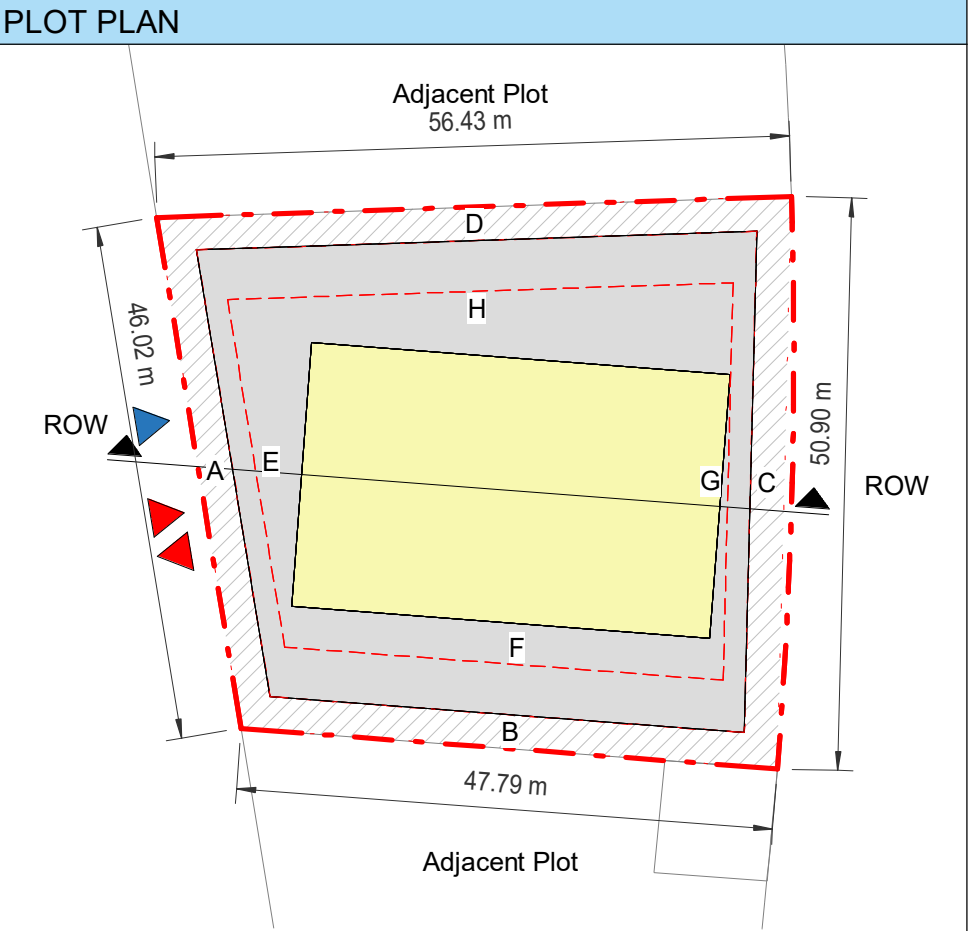 PLOT PLAN
Adjacent Plot
56.43 m
D
H
46.02 m
ROW
A
E
G
C
50.90 m
ROW
F
B
47.79 m
Adjacent Plot